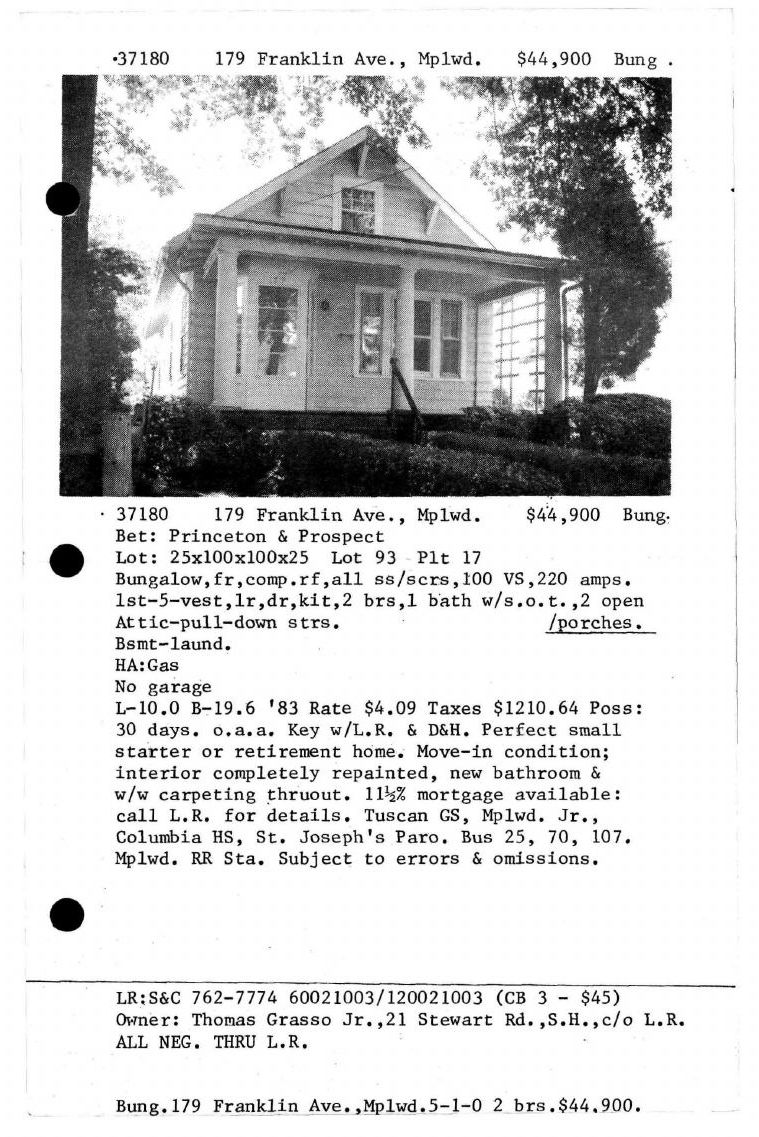 37180 179 Franklin Ave., Mplwd. $44,900 Bung.
37180 179 Franklin Ave., Mplwd. $44,900 Bung.
Bet: Princeton & Prospect
Lot: 25x100x100x25 Lot 93 Plt 17
Bungalow,fr,comp.rf,all ss/scrs,100 VS,220 amps.
1st-5-vest,lr,dr,kit,2 brs,1 bath w/s.o.t.,2 open
Attic-pull-down strs. /porches.
Bsmt-laund.
HA:Gas
No garage
L-10.0 B-19.6 '83 Rate $4.09 Taxes $1210.64 Poss:
30 days. o.a.a. Key w/L.R. & D&H. Perfect small
starter or retirement home. Move-in condition;
interior completely repainted, new bathroom &
w/w carpeting thruout. 11½% mortgage available:
call L.R. for details. Tuscan GS, Mplwd. Jr.,
Columbia HS, St. Joseph's Paro. Bus 25, 70, 107.
Mplwd. RR Sta. Subject to errors & omissions.
LR:S&C 762-7774 60021003/120021003 (CB 3 - $45)
Owner: Thomas Grasso Jr.,21 Stewart Rd.,S.H.,c/o L.R.
ALL NEG. THRU L.R.
Bung.179 Franklin Ave.,Mplwd.5-1-0 2 brs.$44,900.